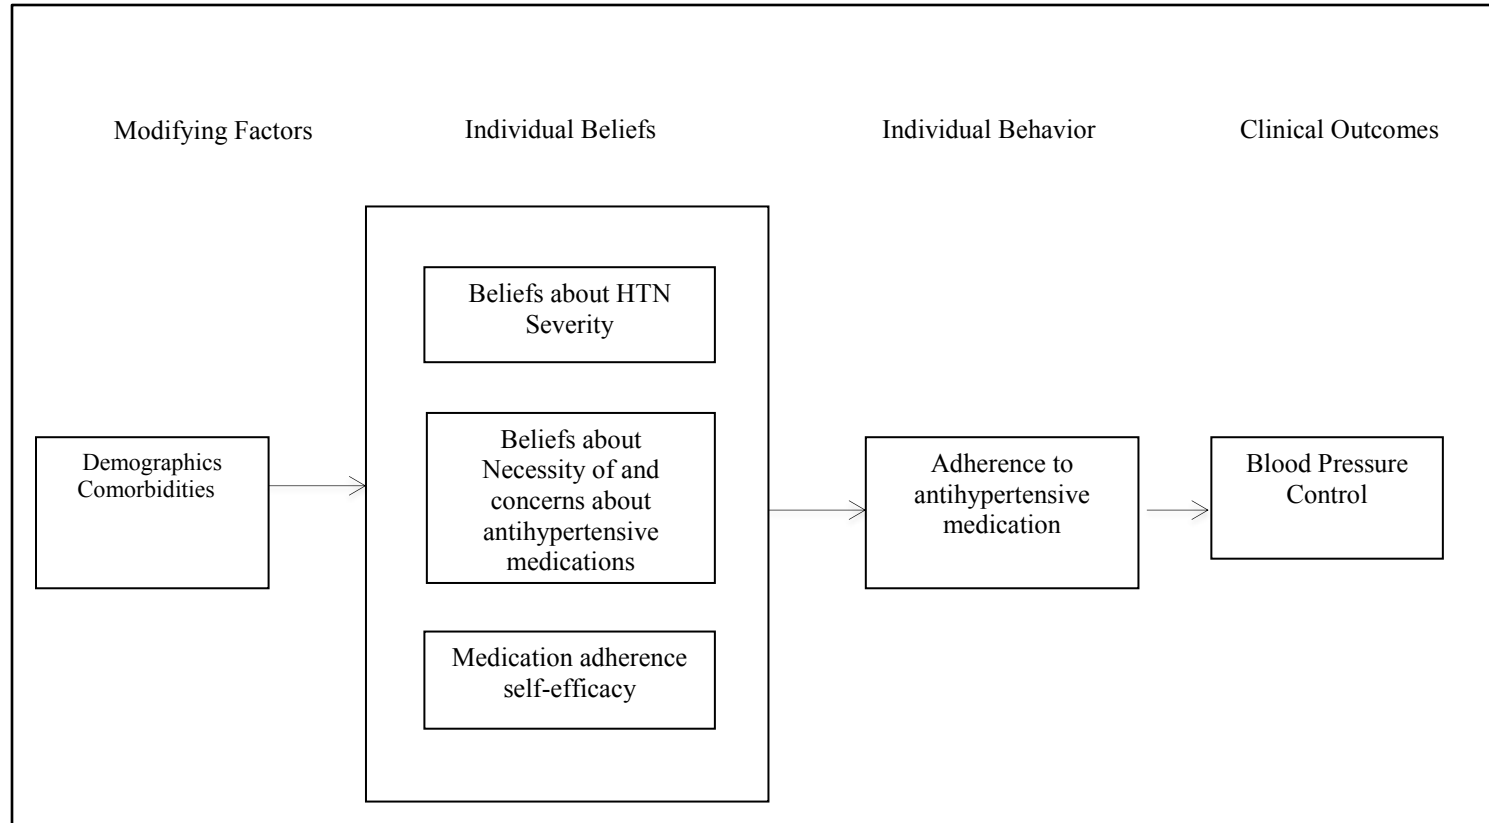 Modifying Factors
Individual Beliefs
Individual Behavior
Clinical Outcomes
Beliefs about HTN
Severity
Demographics
Comorbidities
Beliefs about
Necessity of and
concerns about
antihypertensive
medications
Medication adherence
self-efficacy
Adherence to
antihypertensive
medication
Blood Pressure
Control